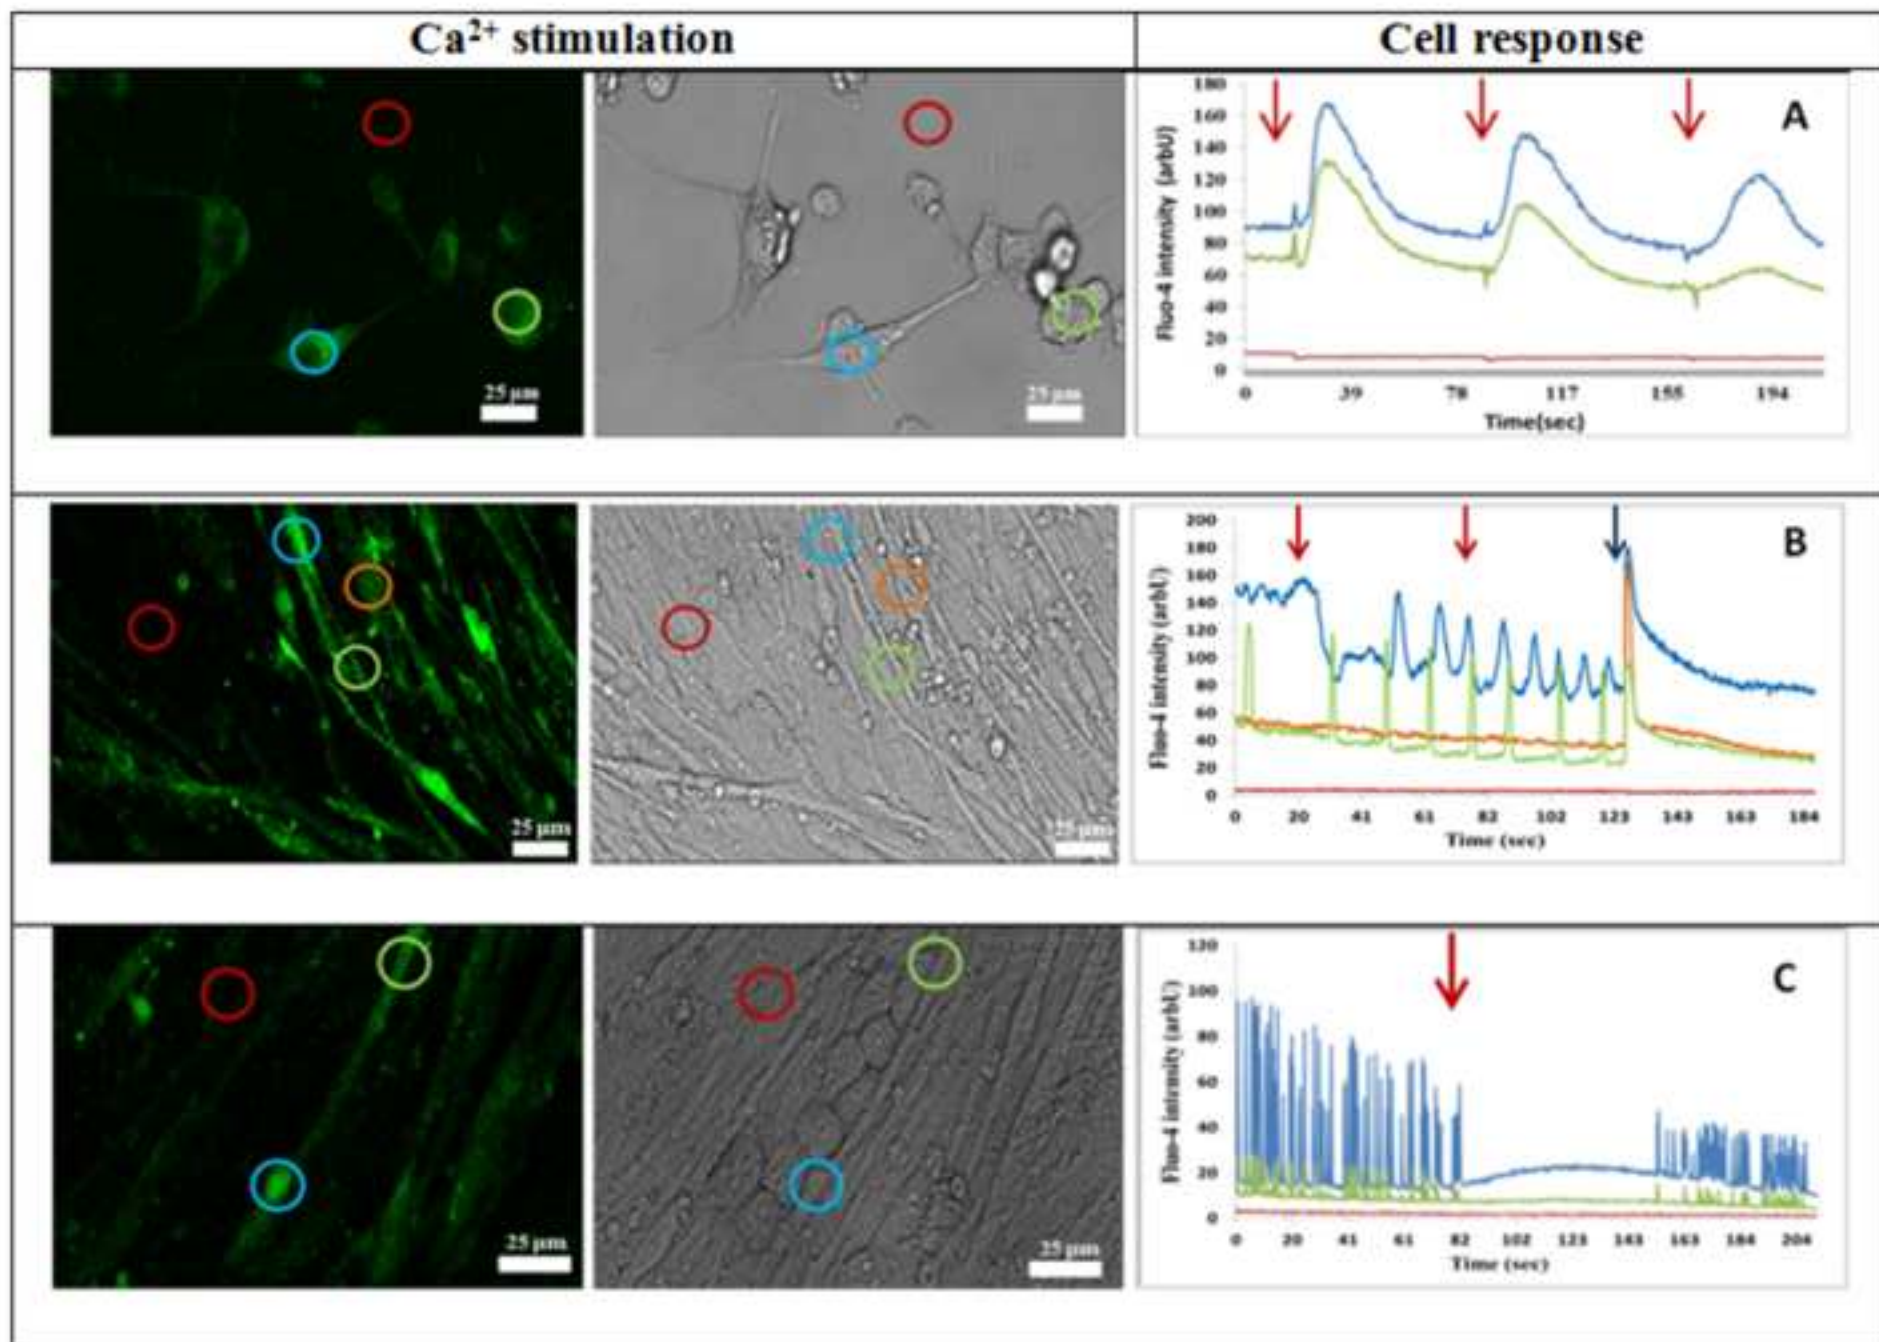 Ca²⁺ stimulation
Cell response
25 µm
25 µm
A
Fluo-4 intensity (arbU)
180
160
140
120
100
80
60
40
20
0
0 39 78 117 155 194
Time(sec)
25 µm
25 µm
B
Fluo-4 intensity (arbU)
200
180
160
140
120
100
80
60
40
20
0
0 20 41 61 82 102 123 143 163 184
Time (sec)
25 µm
25 µm
C
Fluo-4 intensity (arbU)
120
100
80
60
40
20
0
0 20 41 61 82 102 123 143 163 184 204
Time (sec)